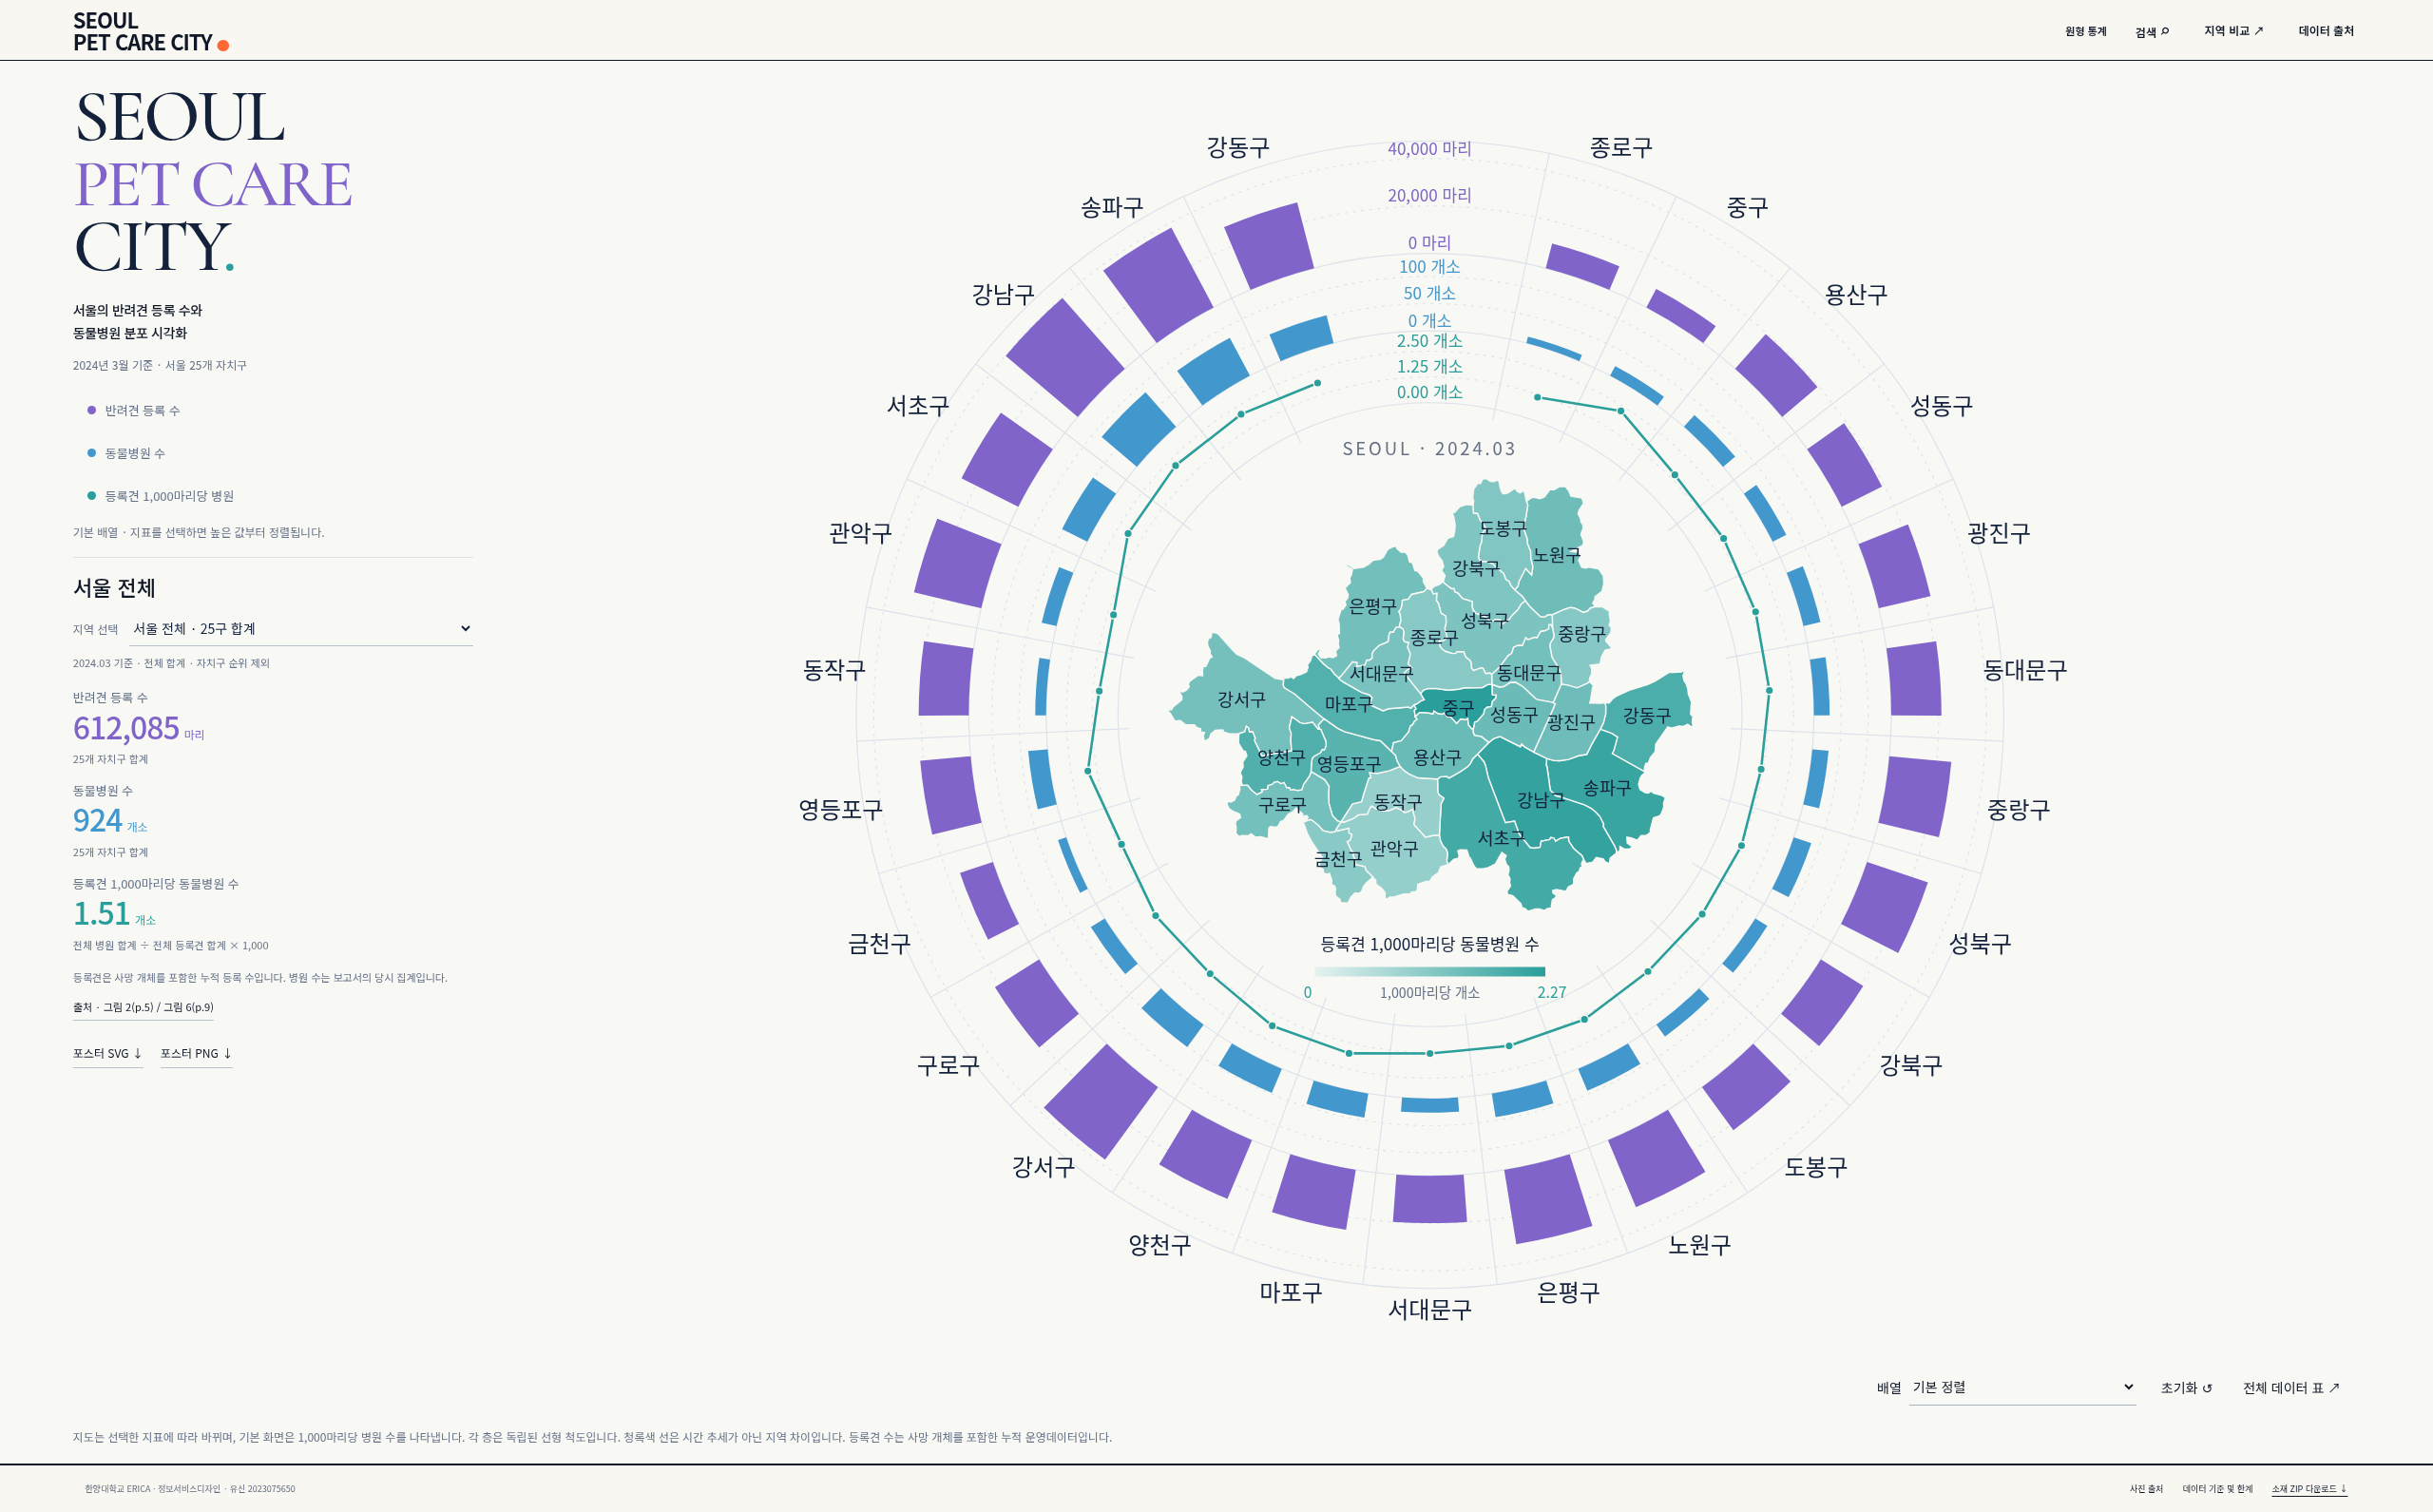 SEOUL
PET CARE CITY
원형 통계
검색
지역 비교 ↗
데이터 출처
SEOUL
PET CARE
CITY.
서울의 반려견 등록 수와
동물병원 분포 시각화
2024년 3월 기준 · 서울 25개 자치구
반려견 등록 수
동물병원 수
등록견 1,000마리당 병원
기본 배열 · 지표를 선택하면 높은 값부터 정렬됩니다.
서울 전체
지역 선택 서울 전체 · 25구 합계
2024.03 기준 · 전체 합계 · 자치구 순위 제외
반려견 등록 수
612,085 마리
25개 자치구 합계
동물병원 수
924 개소
25개 자치구 합계
등록견 1,000마리당 동물병원 수
1.51 개소
전체 병원 합계 ÷ 전체 등록견 합계 × 1,000
등록견은 사망 개체를 포함한 누적 등록 수입니다. 병원 수는 보고서의 당시 집계입니다.
출처 · 그림 2(p.5) / 그림 6(p.9)
포스터 SVG ↓ 포스터 PNG ↓
40,000 마리
20,000 마리
0 마리
100 개소
50 개소
0 개소
2.50 개소
1.25 개소
0.00 개소
종로구
중구
용산구
성동구
광진구
동대문구
중랑구
성북구
강북구
도봉구
노원구
은평구
서대문구
마포구
양천구
강서구
구로구
금천구
영등포구
동작구
관악구
서초구
강남구
송파구
강동구
SEOUL · 2024.03
도봉구
노원구
강북구
은평구
성북구
종로구
중랑구
서대문구
동대문구
강서구
마포구
중구
성동구
광진구
강동구
양천구
영등포구
용산구
송파구
구로구
동작구
강남구
서초구
금천구
관악구
등록견 1,000마리당 동물병원 수
0 1,000마리당 개소 2.27
배열 기본 정렬
초기화 ↺
전체 데이터 표 ↗
지도는 선택한 지표에 따라 바뀌며, 기본 화면은 1,000마리당 병원 수를 나타냅니다. 각 층은 독립된 선형 척도입니다. 청록색 선은 시간 추세가 아닌 지역 차이입니다. 등록견 수는 사망 개체를 포함한 누적 운영데이터입니다.
한양대학교 ERICA · 정보서비스디자인 · 유신 2023075650
사진 출처
데이터 기준 및 한계
소재 ZIP 다운로드 ↓